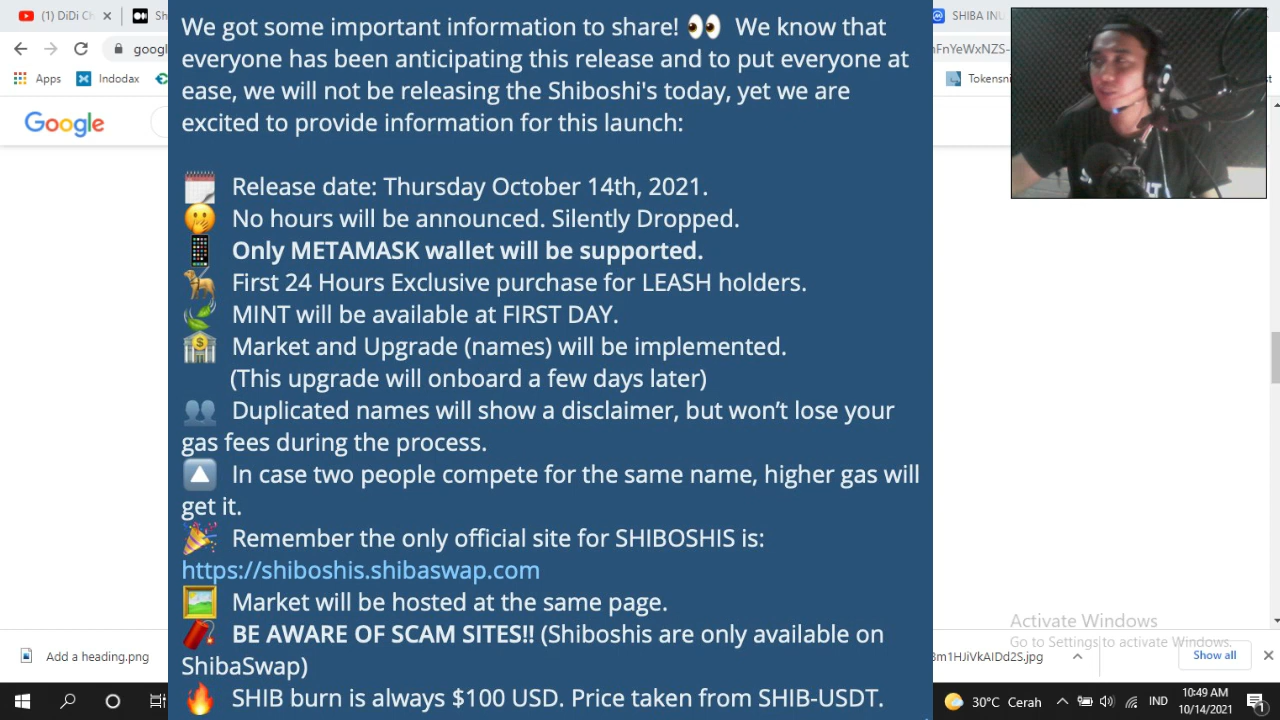 (1) DiDi Ch
Sh
SHIBA INU
google
nFnYeWxNZS-
Apps
Indodax
Tokensni
Google
We got some important information to share! 👀 We know that
everyone has been anticipating this release and to put everyone at
ease, we will not be releasing the Shiboshi's today, yet we are
excited to provide information for this launch:
Release date: Thursday October 14th, 2021.
No hours will be announced. Silently Dropped.
Only METAMASK wallet will be supported.
First 24 Hours Exclusive purchase for LEASH holders.
MINT will be available at FIRST DAY.
Market and Upgrade (names) will be implemented.
(This upgrade will onboard a few days later)
Duplicated names will show a disclaimer, but won’t lose your
gas fees during the process.
In case two people compete for the same name, higher gas will
get it.
Remember the only official site for SHIBOSHIS is:
https://shiboshis.shibaswap.com
Market will be hosted at the same page.
BE AWARE OF SCAM SITES!! (Shiboshis are only available on
ShibaSwap)
SHIB burn is always $100 USD. Price taken from SHIB-USDT.
Activate Windows
Go to Settings to activate Windows.
Add a heading.png
3m1HJiVkAIDd2S.jpg
Show all
30°C Cerah
IND
10:49 AM
10/14/2021
1